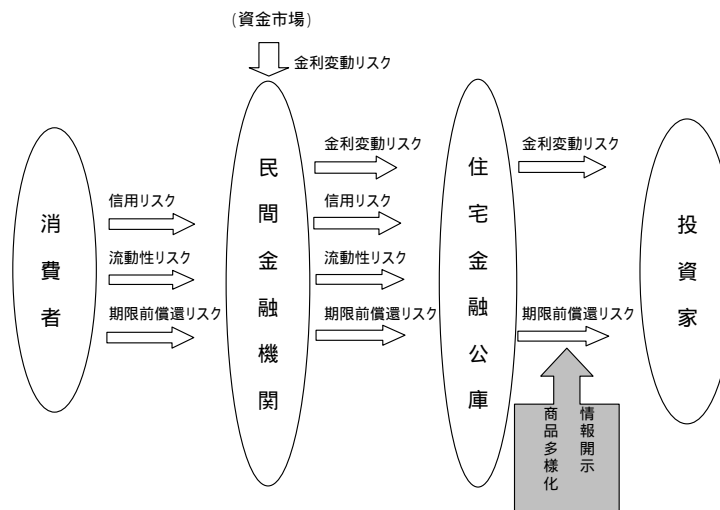 (資金市場)
金利変動リスク
消費者
信用リスク
流動性リスク
期限前償還リスク
民間金融機関
金利変動リスク
信用リスク
流動性リスク
期限前償還リスク
住宅金融公庫
金利変動リスク
期限前償還リスク
投資家
情報開示
商品多様化